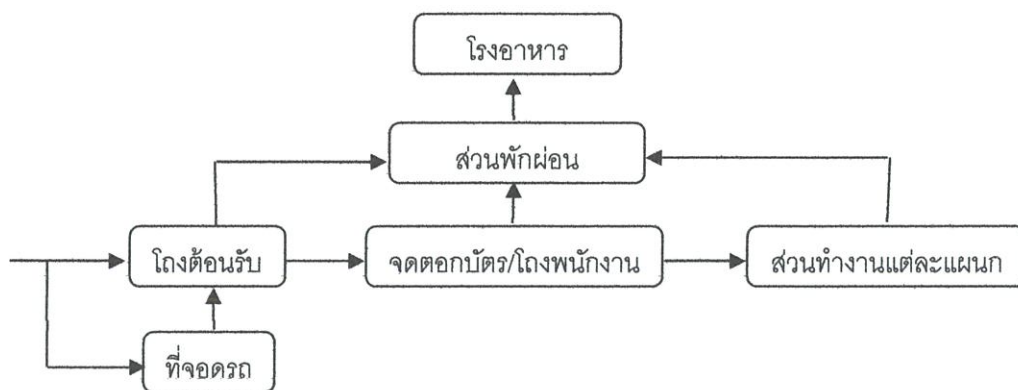 โรงอาหาร
ส่วนพักผ่อน
โถงต้อนรับ
จดตอกบัตร/โถงพนักงาน
ส่วนทำงานแต่ละแผนก
ที่จอดรถ